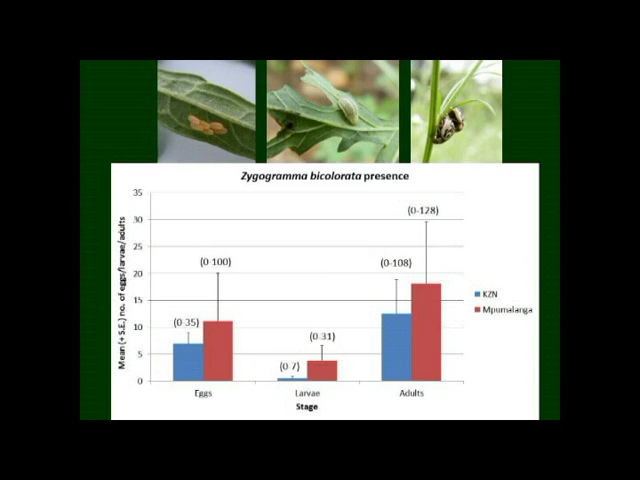 Zygogramma bicolorata presence
Mean (+ S.E.) no. of eggs/larvae/adults
35
30
25
20
15
10
5
0
(0-35)
(0-100)
(0-7)
(0-31)
(0-108)
(0-128)
Eggs
Larvae
Adults
Stage
KZN
Mpumalanga